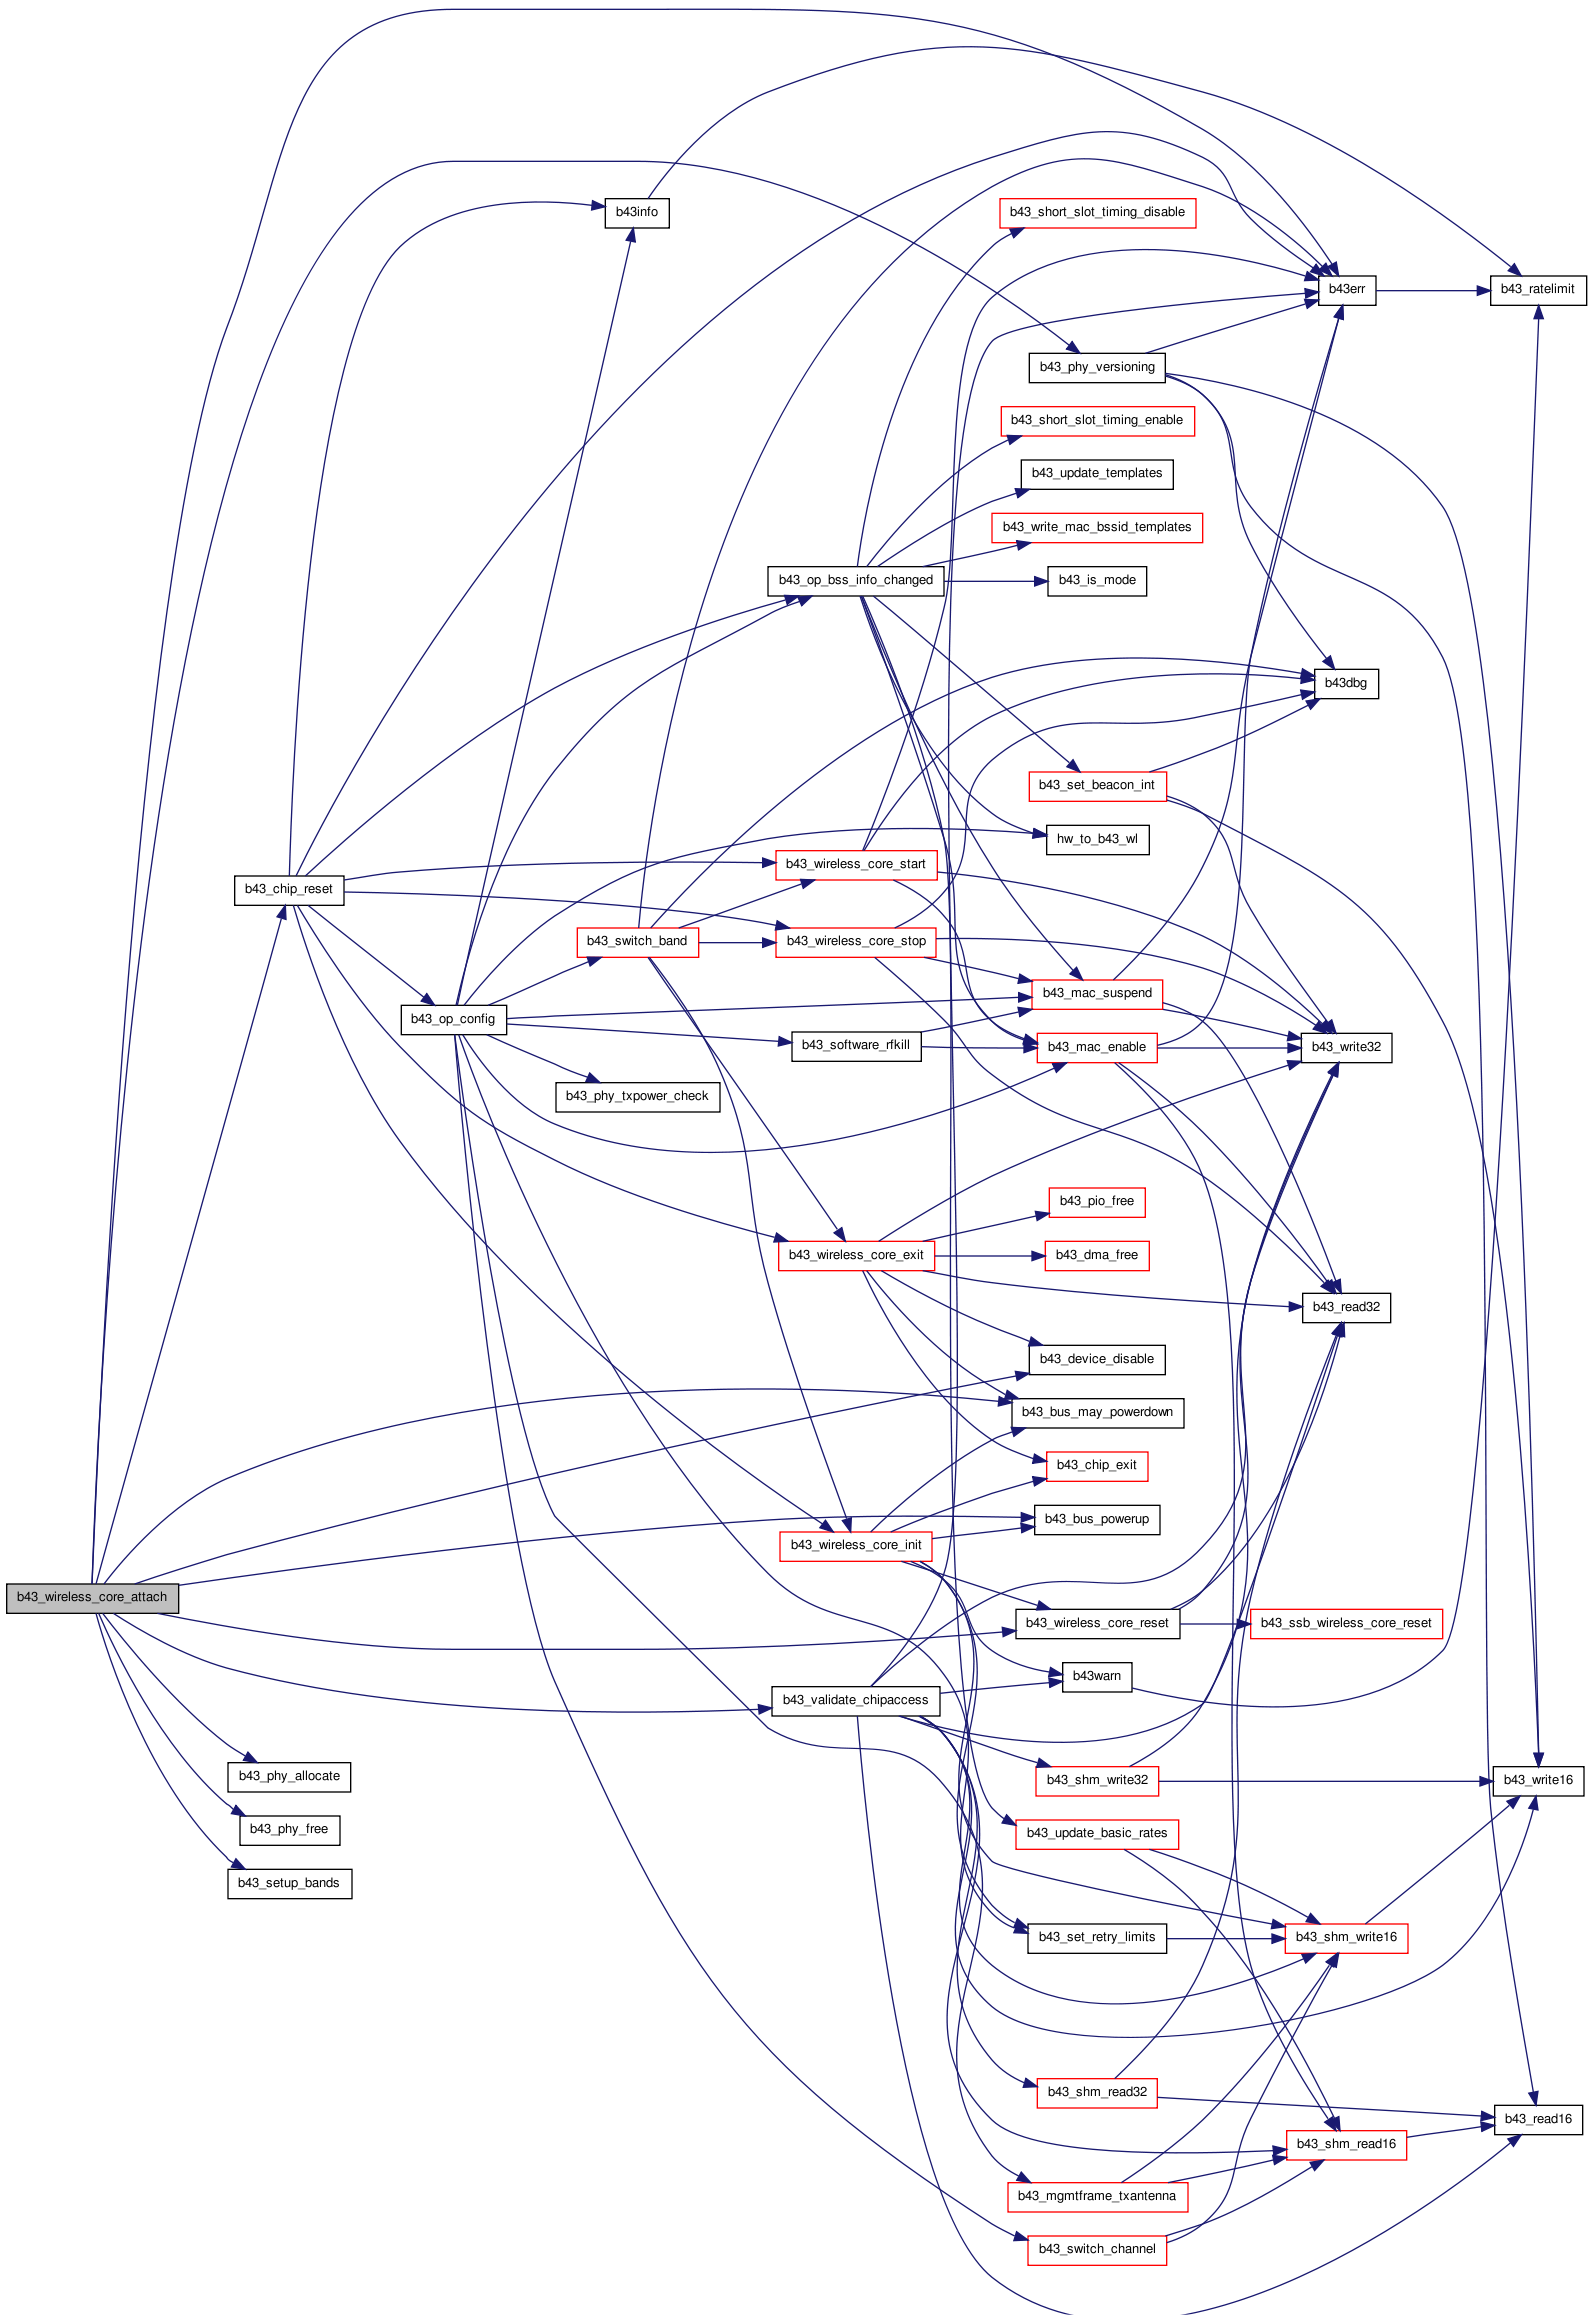 b43info
b43_short_slot_timing_disable
b43err
b43_ratelimit
b43_phy_versioning
b43_short_slot_timing_enable
b43_update_templates
b43_write_mac_bssid_templates
b43_op_bss_info_changed
b43_is_mode
b43dbg
b43_set_beacon_int
hw_to_b43_wl
b43_wireless_core_start
b43_chip_reset
b43_switch_band
b43_wireless_core_stop
b43_mac_suspend
b43_op_config
b43_software_rfkill
b43_mac_enable
b43_write32
b43_phy_txpower_check
b43_pio_free
b43_wireless_core_exit
b43_dma_free
b43_read32
b43_device_disable
b43_bus_may_powerdown
b43_chip_exit
b43_bus_powerup
b43_wireless_core_init
b43_wireless_core_attach
b43_wireless_core_reset
b43_ssb_wireless_core_reset
b43warn
b43_validate_chipaccess
b43_phy_allocate
b43_shm_write32
b43_write16
b43_phy_free
b43_update_basic_rates
b43_setup_bands
b43_set_retry_limits
b43_shm_write16
b43_shm_read32
b43_read16
b43_shm_read16
b43_mgmtframe_txantenna
b43_switch_channel